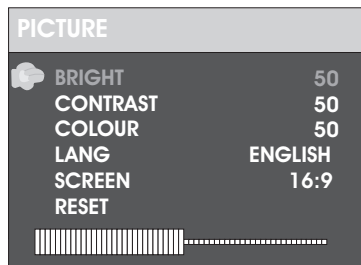 PICTURE
BRIGHT 50
CONTRAST 50
COLOUR 50
LANG ENGLISH
SCREEN 16:9
RESET